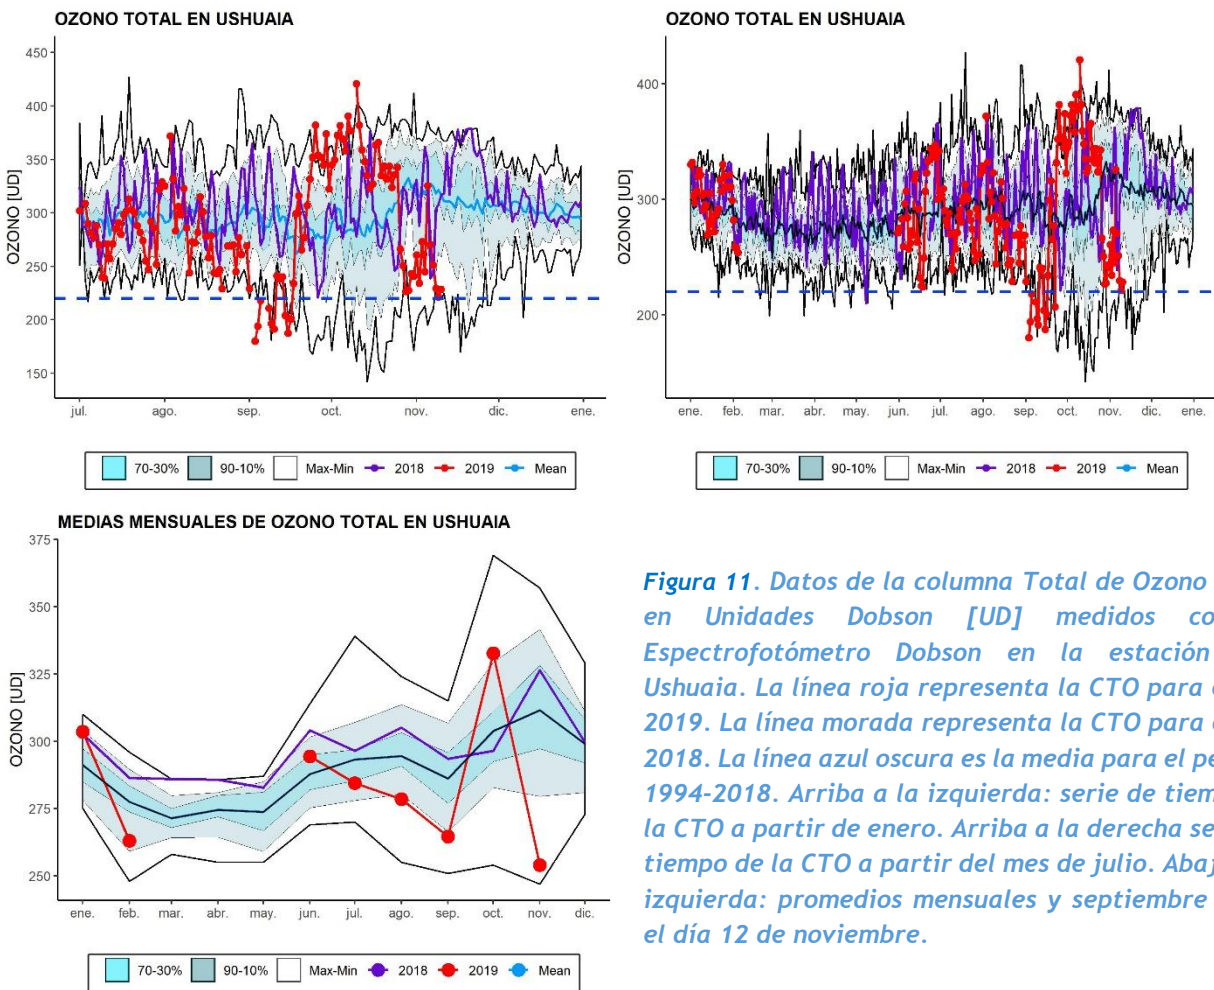 OZONO TOTAL EN USHUAIA
450
400
350
300
250
200
150
OZONO [UD]
jul. ago. sep. oct. nov. dic. ene.
70-30% 90-10% Max-Min 2018 2019 Mean
OZONO TOTAL EN USHUAIA
400
300
200
OZONO [UD]
ene. feb. mar. abr. may. jun. jul. ago. sep. oct. nov. dic. ene.
70-30% 90-10% Max-Min 2018 2019 Mean
MEDIAS MENSUALES DE OZONO TOTAL EN USHUAIA
375
350
325
300
275
250
OZONO [UD]
ene. feb. mar. abr. may. jun. jul. ago. sep. oct. nov. dic.
70-30% 90-10% Max-Min 2018 2019 Mean
Figura 11. Datos de la columna Total de Ozono
en Unidades Dobson [UD] medidos co
Espectrofotómetro Dobson en la estación
Ushuaia. La línea roja representa la CTO para
2019. La línea morada representa la CTO para
2018. La línea azul oscura es la media para el pe
1994-2018. Arriba a la izquierda: serie de tiem
la CTO a partir de enero. Arriba a la derecha se
tiempo de la CTO a partir del mes de julio. Abaj
izquierda: promedios mensuales y septiembre
el día 12 de noviembre.